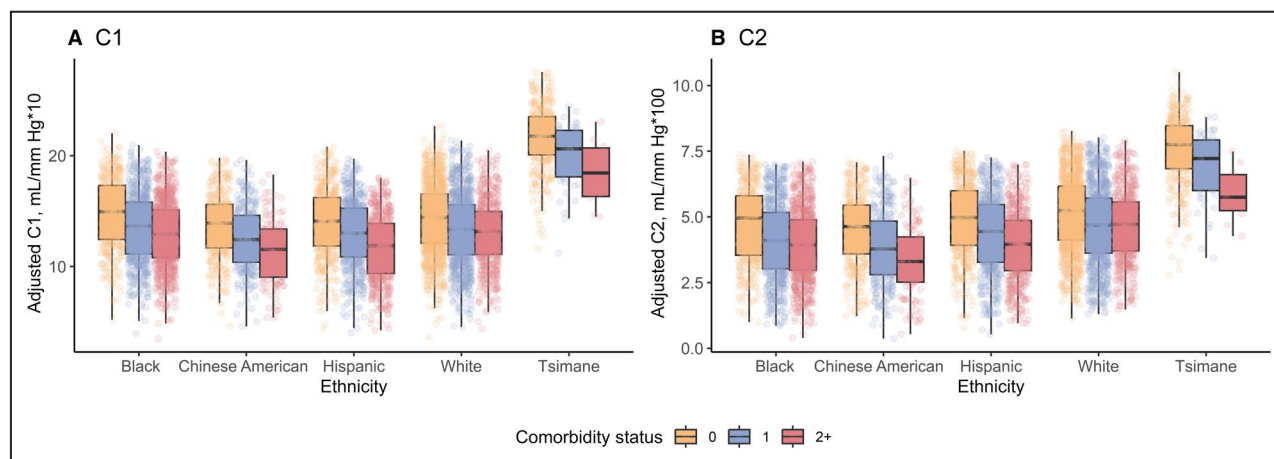 A C1
Adjusted C1, mL/mm Hg*10
20
10
Black Chinese American Hispanic White Tsimane
Ethnicity
B C2
Adjusted C2, mL/mm Hg*100
10.0
7.5
5.0
2.5
0.0
Black Chinese American Hispanic White Tsimane
Ethnicity
Comorbidity status 0 1 2+